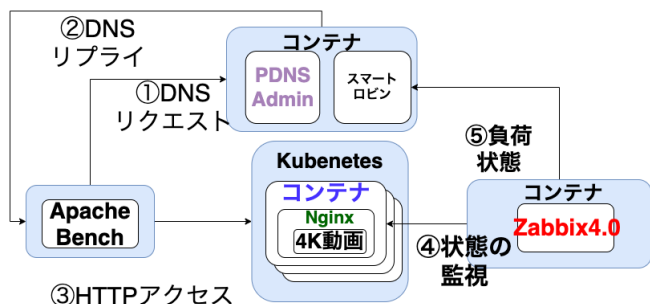 ②DNS
リプライ
コンテナ
PDNS
Admin
スマート
ロビン
①DNS
リクエスト
⑤負荷
状態
Kubenetes
コンテナ
Nginx
4K動画
Apache
Bench
コンテナ
Zabbix4.0
④状態の
監視
③HTTPアクセス